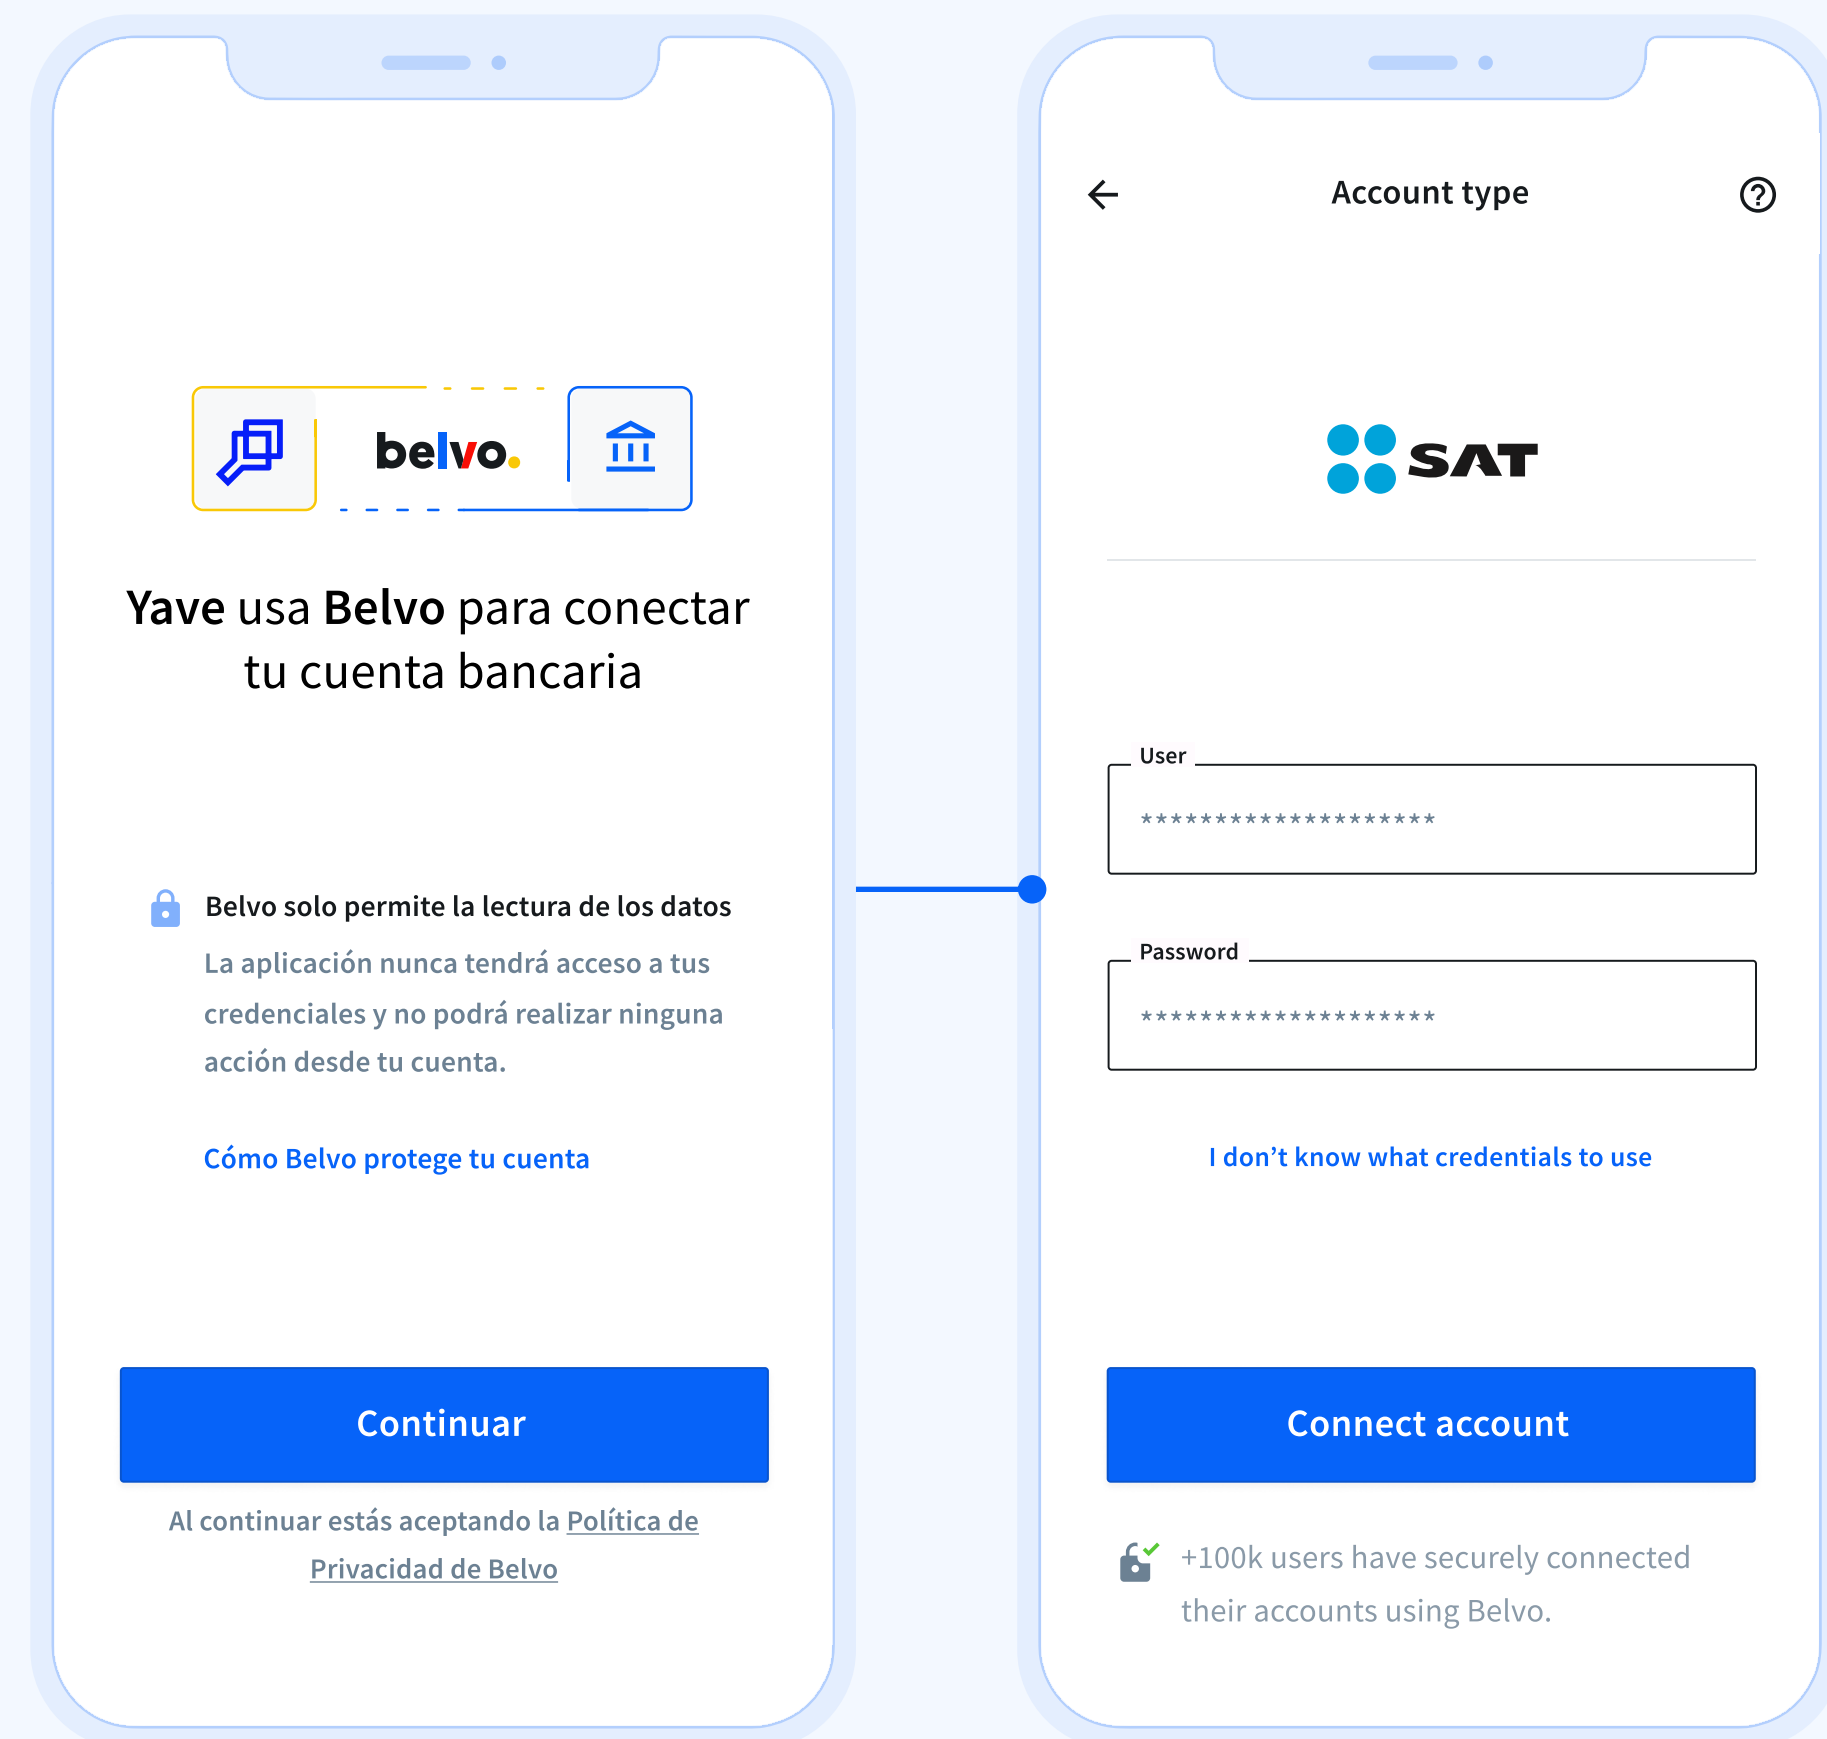 belvo.
Yave usa Belvo para conectar
tu cuenta bancaria
Belvo solo permite la lectura de los datos
La aplicación nunca tendrá acceso a tus
credenciales y no podrá realizar ninguna
acción desde tu cuenta.
Cómo Belvo protege tu cuenta
Continuar
Al continuar estás aceptando la Política de
Privacidad de Belvo
Account type
SAT
User
********************
Password
********************
I don’t know what credentials to use
Connect account
+100k users have securely connected
their accounts using Belvo.